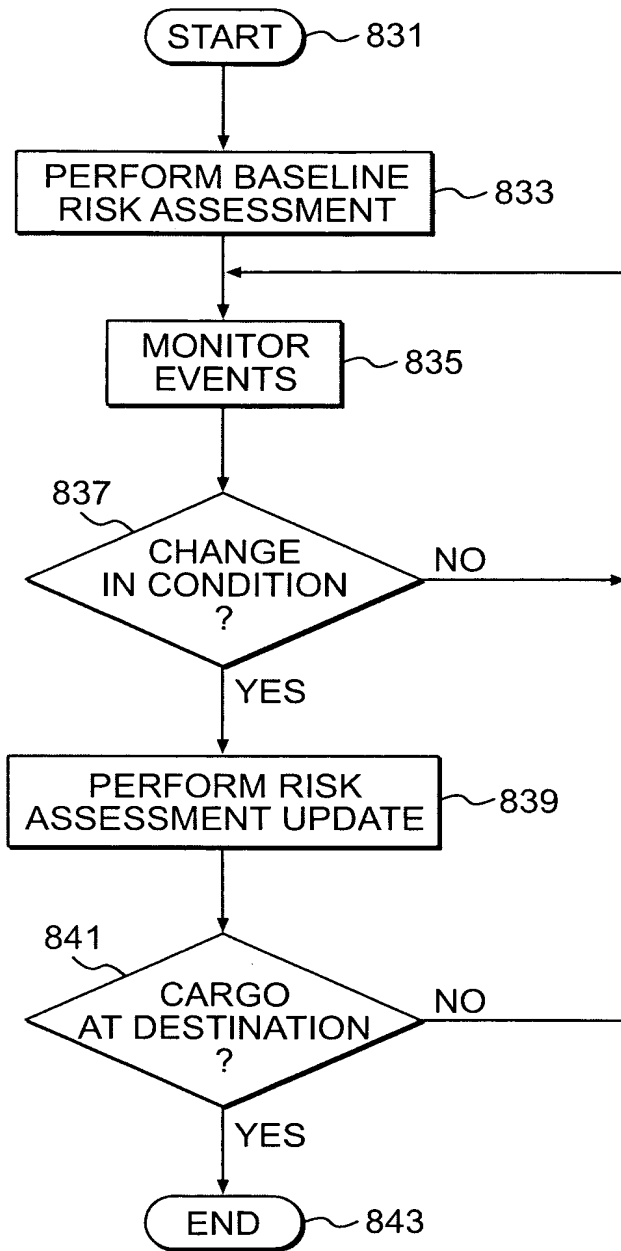 START
831
PERFORM BASELINE
RISK ASSESSMENT
833
MONITOR
EVENTS
835
837
CHANGE
IN CONDITION
?
NO
YES
PERFORM RISK
ASSESSMENT UPDATE
839
841
CARGO
AT DESTINATION
?
NO
YES
END
843